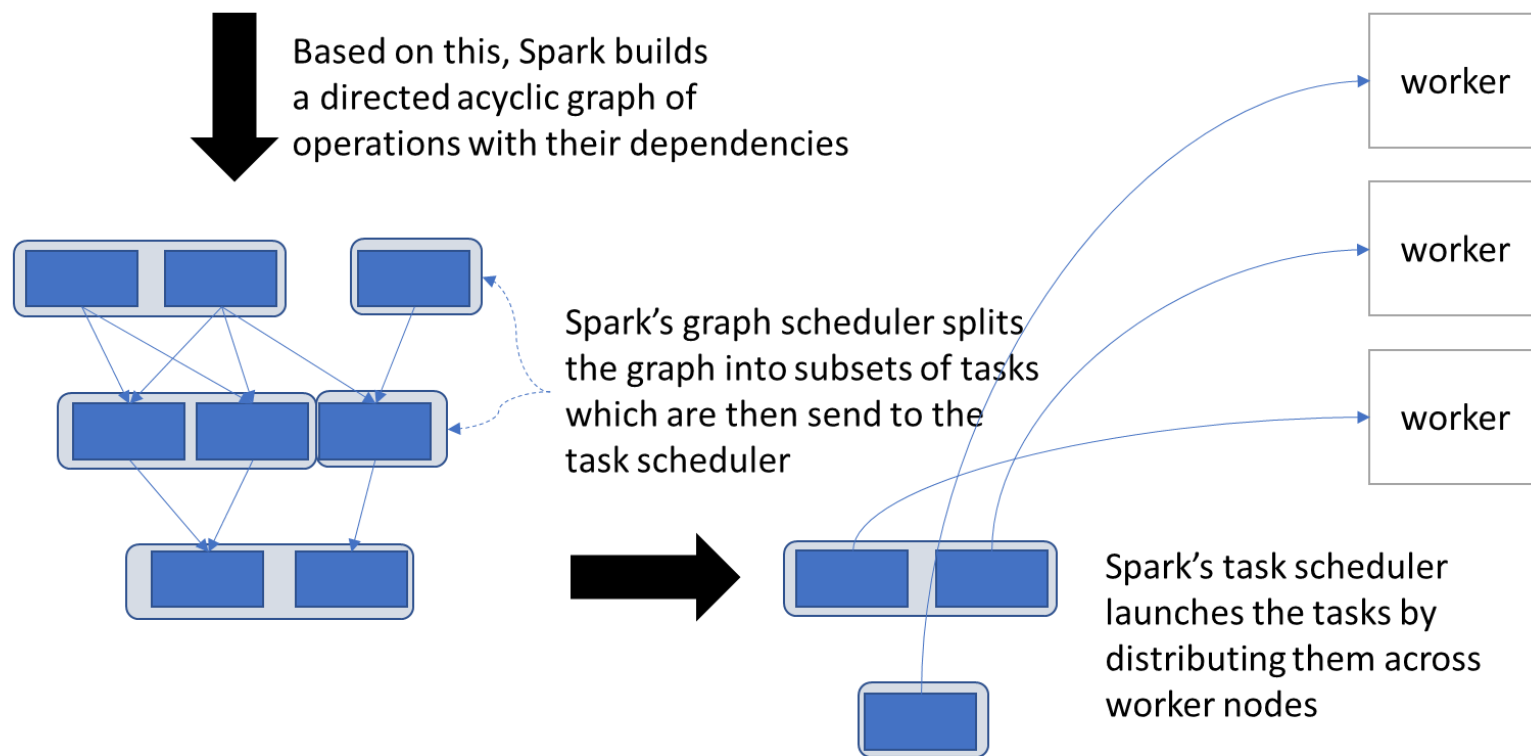 Based on this, Spark builds
a directed acyclic graph of
operations with their dependencies
worker
worker
worker
Spark’s graph scheduler splits
the graph into subsets of tasks
which are then send to the
task scheduler
Spark’s task scheduler
launches the tasks by
distributing them across
worker nodes